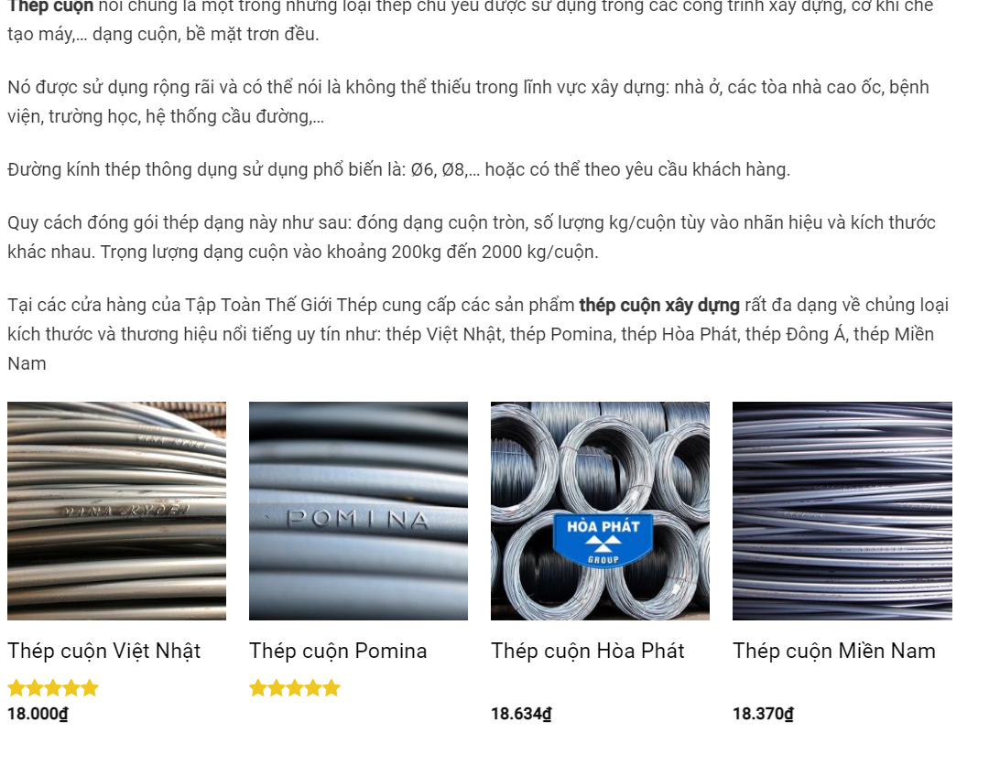 Thép cuộn nói chung là một trong những loại thép chủ yếu được sử dụng trong các công trình xây dựng, cơ khí chế
tạo máy,... dạng cuộn, bề mặt trơn đều.
Nó được sử dụng rộng rãi và có thể nói là không thể thiếu trong lĩnh vực xây dựng: nhà ở, các tòa nhà cao ốc, bệnh
viện, trường học, hệ thống cầu đường,...
Đường kính thép thông dụng sử dụng phổ biến là: Ø6, Ø8,... hoặc có thể theo yêu cầu khách hàng.
Quy cách đóng gói thép dạng này như sau: đóng dạng cuộn tròn, số lượng kg/cuộn tùy vào nhãn hiệu và kích thước
khác nhau. Trọng lượng dạng cuộn vào khoảng 200kg đến 2000 kg/cuộn.
Tại các cửa hàng của Tập Toàn Thế Giới Thép cung cấp các sản phẩm thép cuộn xây dựng rất đa dạng về chủng loại
kích thước và thương hiệu nổi tiếng uy tín như: thép Việt Nhật, thép Pomina, thép Hòa Phát, thép Đông Á, thép Miền
Nam
VINA KYOEI
VINA KYOEI
POMINA
HÒA PHÁT
GROUP
Thép cuộn Việt Nhật
18.000₫
Thép cuộn Pomina
Thép cuộn Hòa Phát
18.634₫
Thép cuộn Miền Nam
18.370₫